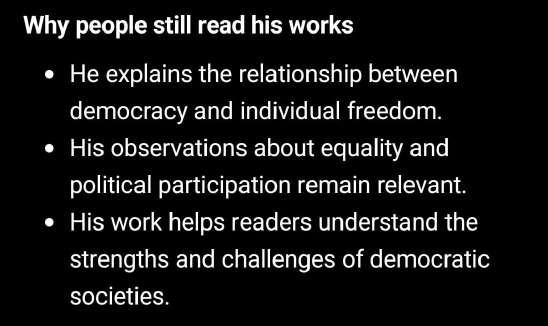 Why people still read his works
• He explains the relationship between
democracy and individual freedom.
• His observations about equality and
political participation remain relevant.
• His work helps readers understand the
strengths and challenges of democratic
societies.